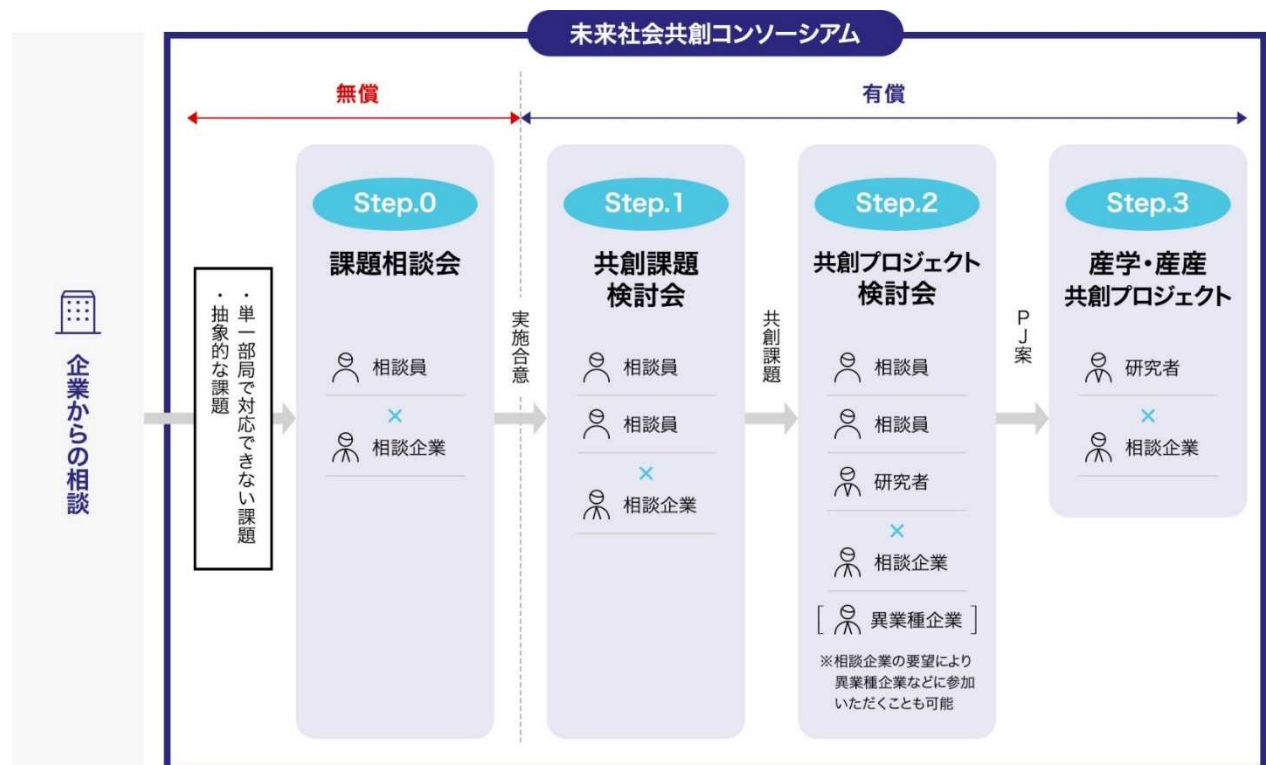 未来社会共創コンソーシアム
無償
有償
企業からの相談
・単一部局で対応できない課題
・抽象的な課題
Step.0
課題相談会
相談員
×
相談企業
実施合意
Step.1
共創課題
検討会
相談員
相談員
×
相談企業
共創課題
Step.2
共創プロジェクト
検討会
相談員
相談員
研究者
×
相談企業
[異業種企業]
※相談企業の要望により
異業種企業などに参加
いただくことも可能
PJ案
Step.3
産学・産産
共創プロジェクト
研究者
×
相談企業